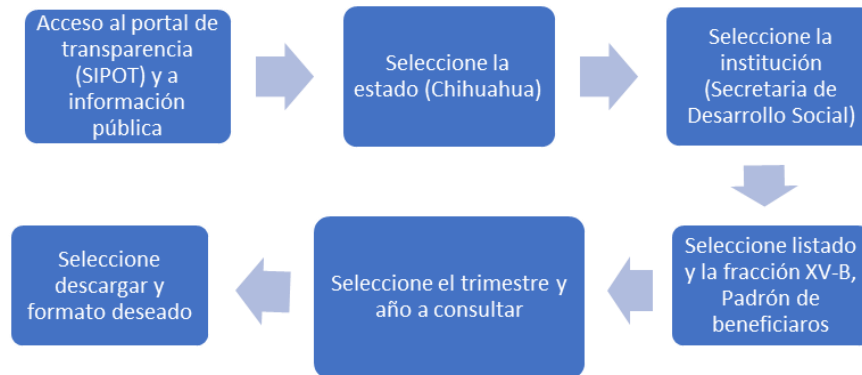 Acceso al portal de
transparencia
(SIPOT) y a
información
pública
Seleccione la
estado (Chihuahua)
Seleccione la
institución
(Secretaria de
Desarrollo Social)
Seleccione listado
y la fracción XV-B,
Padrón de
beneficiaros
Seleccione el trimestre y
año a consultar
Seleccione
descargar y
formato deseado